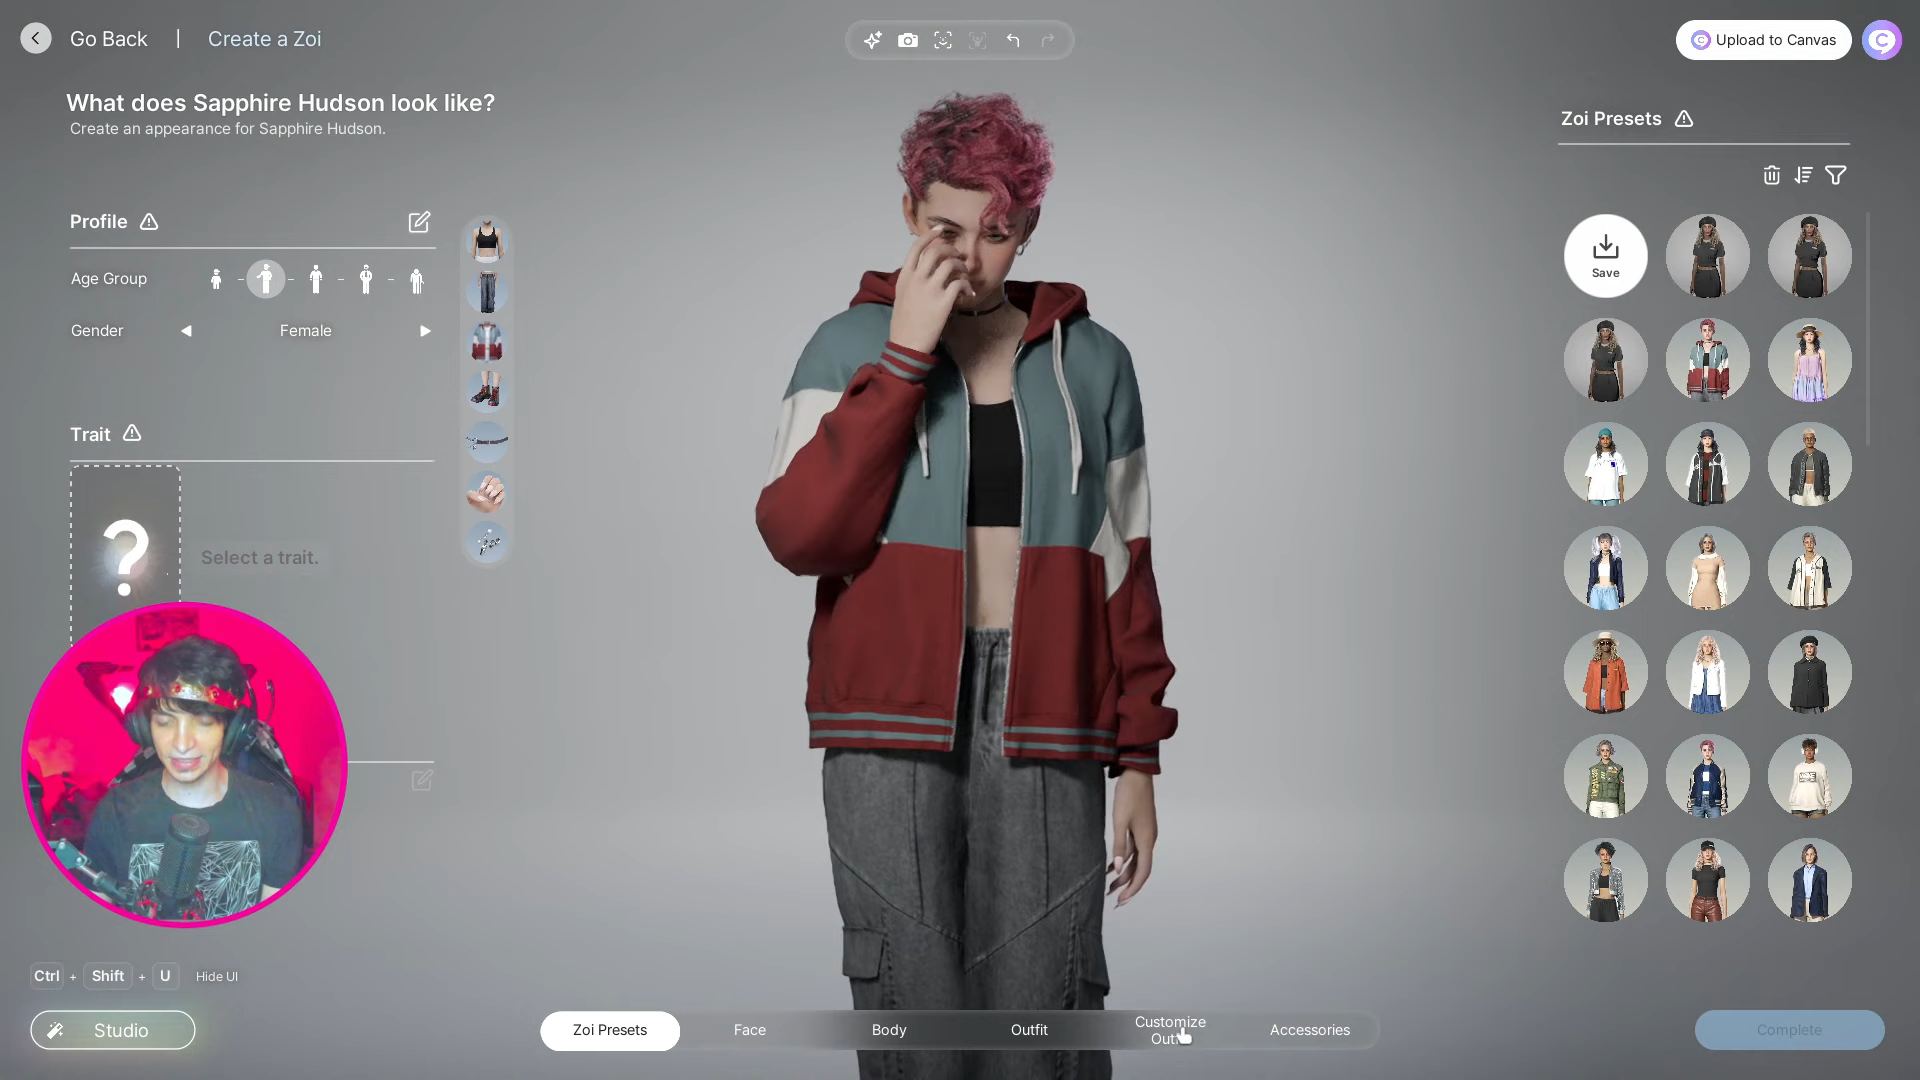 Go Back | Create a Zoi
Upload to Canvas
What does Sapphire Hudson look like?
Create an appearance for Sapphire Hudson.
Zoi Presets
Profile
Age Group
Gender
Female
Save
Trait
?
Select a trait.
Ctrl + Shift + U Hide UI
Studio
Zoi Presets
Face
Body
Outfit
Customize
Accessories
Complete